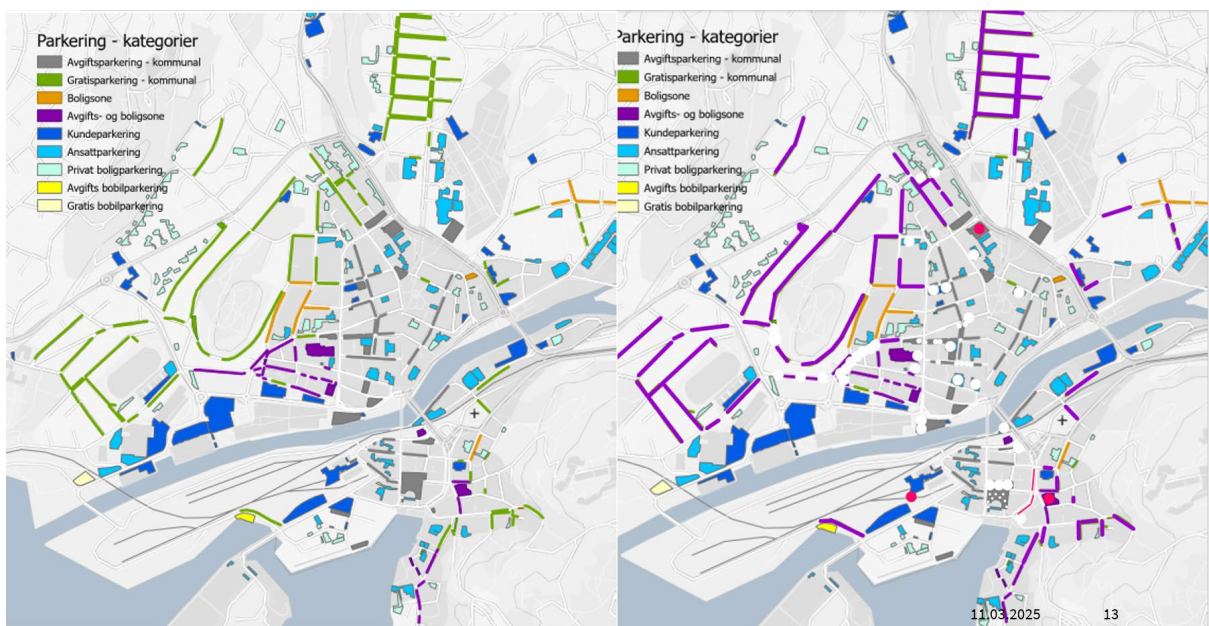 Parkering - kategorier
Avgiftsparkering - kommunal
Gratisparkering - kommunal
Boligsone
Avgifts- og boligsone
Kundeparkering
Ansattparkering
Privat boligparkering
Avgifts bobilparkering
Gratis bobilparkering
Parkering - kategorier
Avgiftsparkering - kommunal
Gratisparkering - kommunal
Boligsone
Avgifts- og boligsone
Kundeparkering
Ansattparkering
Privat boligparkering
Avgifts bobilparkering
Gratis bobilparkering
11.03.2025 13